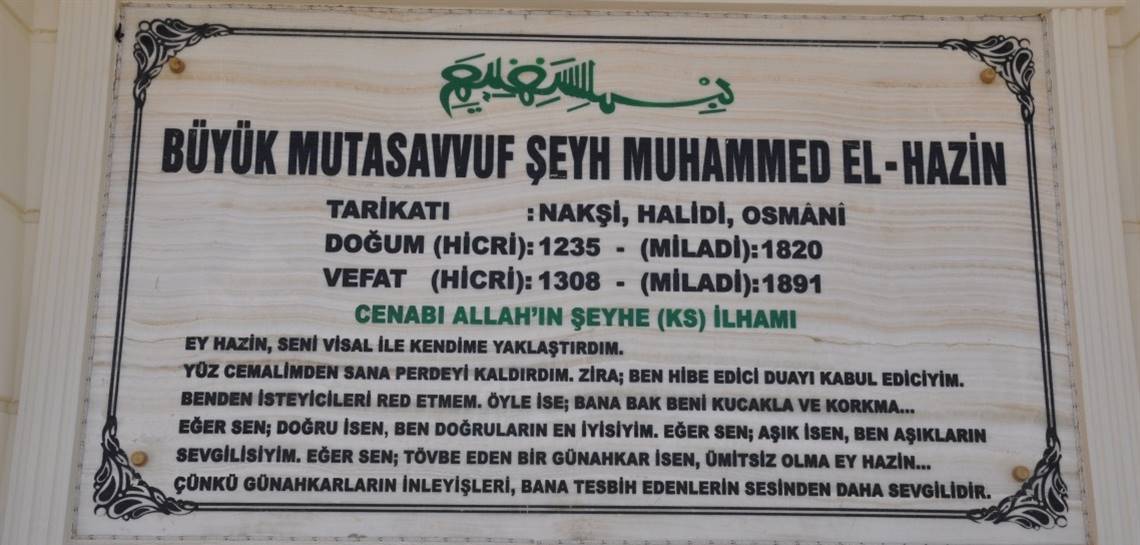 بسم الله الرحمن الرحيم
BÜYÜK MUTASAVVUF ŞEYH MUHAMMED EL-HAZİN
TARİKATI : NAKŞİ, HALİDİ, OSMÂNÎ
DOĞUM (HİCRİ): 1235 - (MİLADİ):1820
VEFAT (HİCRİ): 1308 - (MİLADİ):1891
CENABI ALLAH'IN ŞEYHE (KS) İLHAMI
EY HAZİN, SENİ VİSAL İLE KENDİME YAKLAŞTIRDIM.
YÜZ CEMALİMDEN SANA PERDEYİ KALDIRDIM. ZİRA; BEN HİBE EDİCİ DUAYI KABUL EDİCİYİM.
BENDEN İSTEYİCİLERİ RED ETMEM. ÖYLE İSE; BANA BAK BENİ KUCAKLA VE KORKMA...
EĞER SEN; DOĞRU İSEN, BEN DOĞRULARIN EN İYİSİYİM. EĞER SEN; AŞIK İSEN, BEN AŞIKLARIN
SEVGİLİSİYİM. EĞER SEN; TÖVBE EDEN BİR GÜNAHKAR İSEN, ÜMİTSİZ OLMA EY HAZİN...
ÇÜNKÜ GÜNAHKARLARIN İNLEYİŞLERİ, BANA TESBİH EDENLERİN SESİNDEN DAHA SEVGİLİDİR.